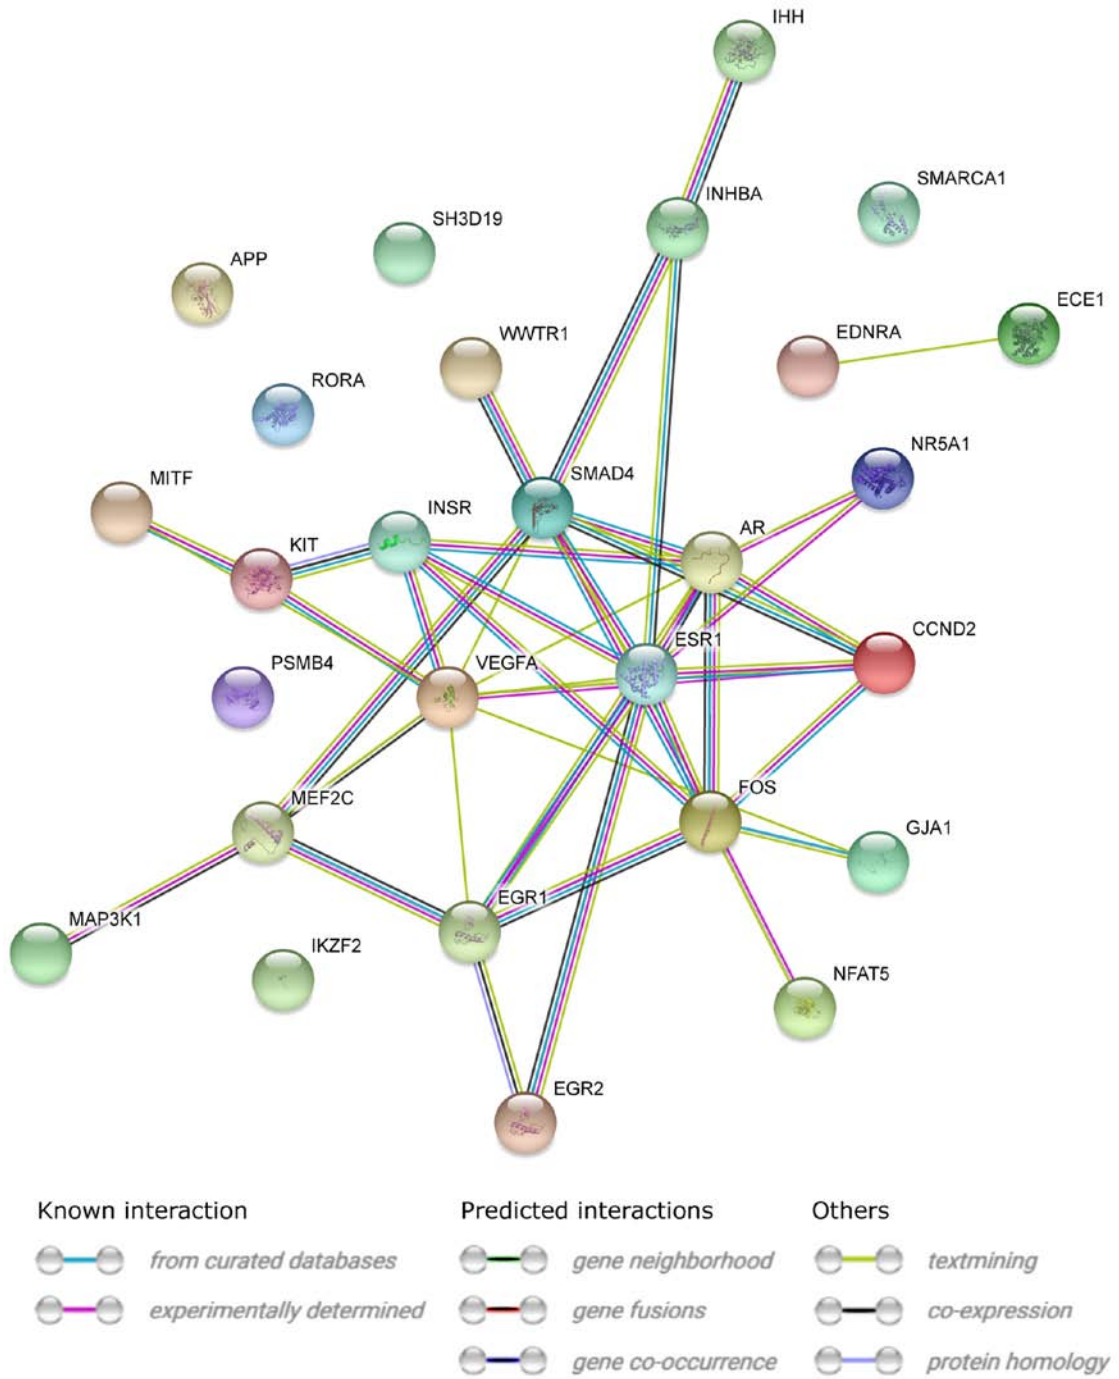 IHH
SMARCA1
INHBA
SH3D19
APP
ECE1
EDNRA
WWTR1
RORA
NR5A1
SMAD4
MITF
INSR
AR
KIT
CCND2
ESR1
PSMB4
VEGFA
FOS
MEF2C
GJA1
EGR1
MAP3K1
IKZF2
NFAT5
EGR2
Known interaction
from curated databases
experimentally determined
Predicted interactions
gene neighborhood
gene fusions
gene co-occurrence
Others
textmining
co-expression
protein homology